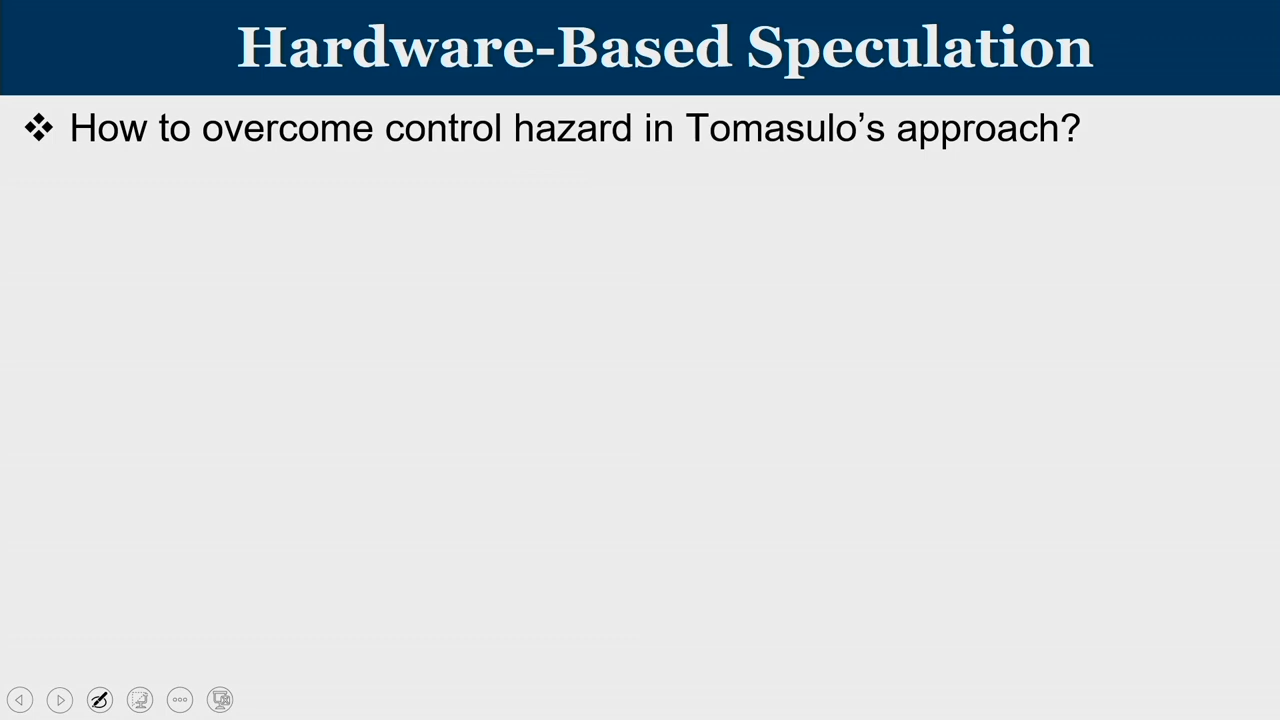 Hardware-Based Speculation
❖ How to overcome control hazard in Tomasulo’s approach?